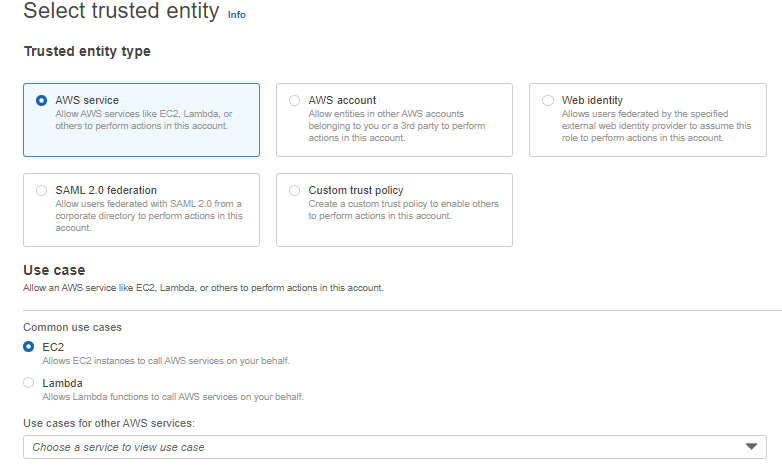 Select trusted entity Info
Trusted entity type
AWS service
Allow AWS services like EC2, Lambda, or
others to perform actions in this account.
AWS account
Allow entities in other AWS accounts
belonging to you or a 3rd party to perform
actions in this account.
Web identity
Allows users federated by the specified
external web identity provider to assume this
role to perform actions in this account.
SAML 2.0 federation
Allow users federated with SAML 2.0 from a
corporate directory to perform actions in this
account.
Custom trust policy
Create a custom trust policy to enable others
to perform actions in this account.
Use case
Allow an AWS service like EC2, Lambda, or others to perform actions in this account.
Common use cases
EC2
Allows EC2 instances to call AWS services on your behalf.
Lambda
Allows Lambda functions to call AWS services on your behalf.
Use cases for other AWS services:
Choose a service to view use case